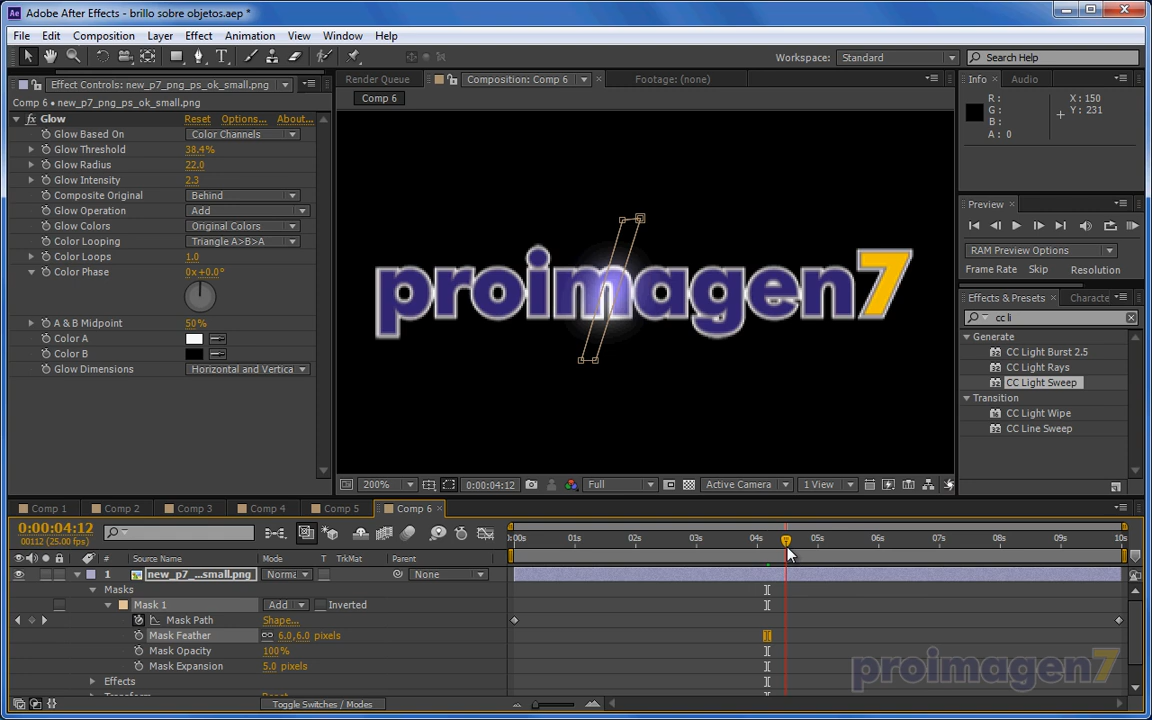 Adobe After Effects - brillo sobre objetos.aep *
File Edit Composition Layer Effect Animation View Window Help
Workspace: Standard Search Help
Effect Controls: new_p7_png_ps_ok_small.png
Comp 6 • new_p7_png_ps_ok_small.png
fx Glow Reset Options... About...
Glow Based On Color Channels
Glow Threshold 38.4%
Glow Radius 22.0
Glow Intensity 2.3
Composite Original Behind
Glow Operation Add
Glow Colors Original Colors
Color Looping Triangle A>B>A
Color Loops 1.0
Color Phase 0x+0.0°
A & B Midpoint 50%
Color A
Color B
Glow Dimensions Horizontal and Vertica
Render Queue Composition: Comp 6 Footage: (none)
Comp 6
proimagen7
200% 0:00:04:12 Full Active Camera 1 View
Info Audio
R: X: 150
G: Y: 231
B:
A: 0
Preview
RAM Preview Options
Frame Rate Skip Resolution
Effects & Presets Characte
cc li
Generate
CC Light Burst 2.5
CC Light Rays
CC Light Sweep
Transition
CC Light Wipe
CC Line Sweep
Comp 1 Comp 2 Comp 3 Comp 4 Comp 5 Comp 6
0:00:04:12
00112 (25.00 fps)
:00s 01s 02s 03s 04s 05s 06s 07s 08s 09s 10s
# Source Name Mode T TrkMat Parent
1 new_p7_...small.png Norma None
Masks
Mask 1 Add Inverted
Mask Path Shape...
Mask Feather 6.0,6.0 pixels
Mask Opacity 100%
Mask Expansion 5.0 pixels
Effects
Toggle Switches / Modes
proimagen7